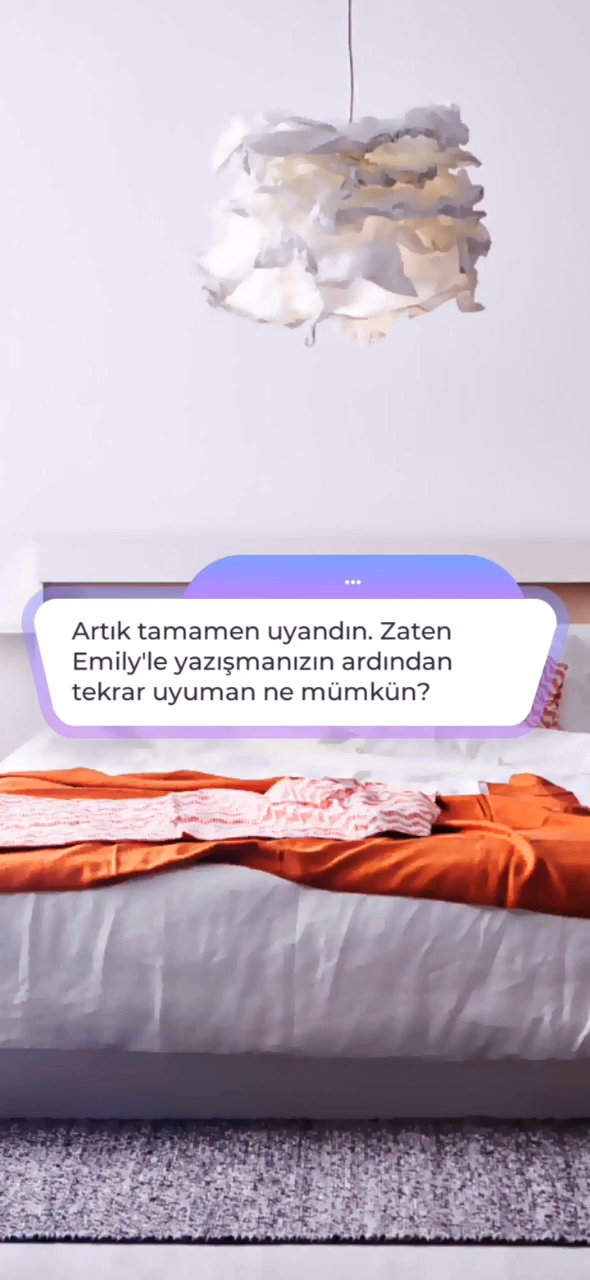 ...
Artık tamamen uyandın. Zaten
Emily'le yazışmanızın ardından
tekrar uyuman ne mümkün?